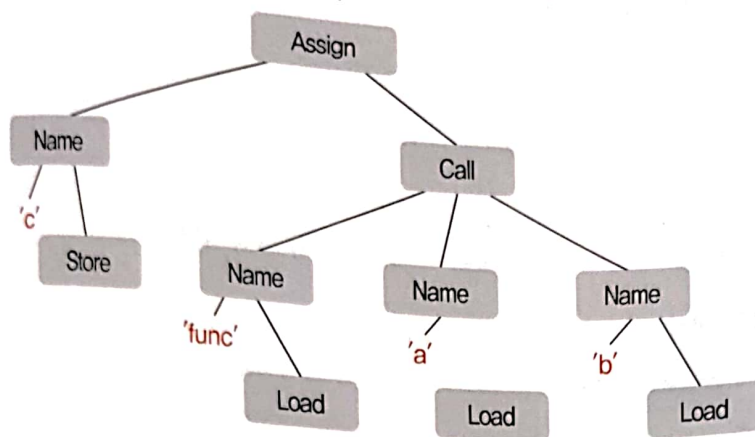 Assign
Name
Call
'c'
Store
Name
Name
Name
'func'
'a'
'b'
Load
Load
Load